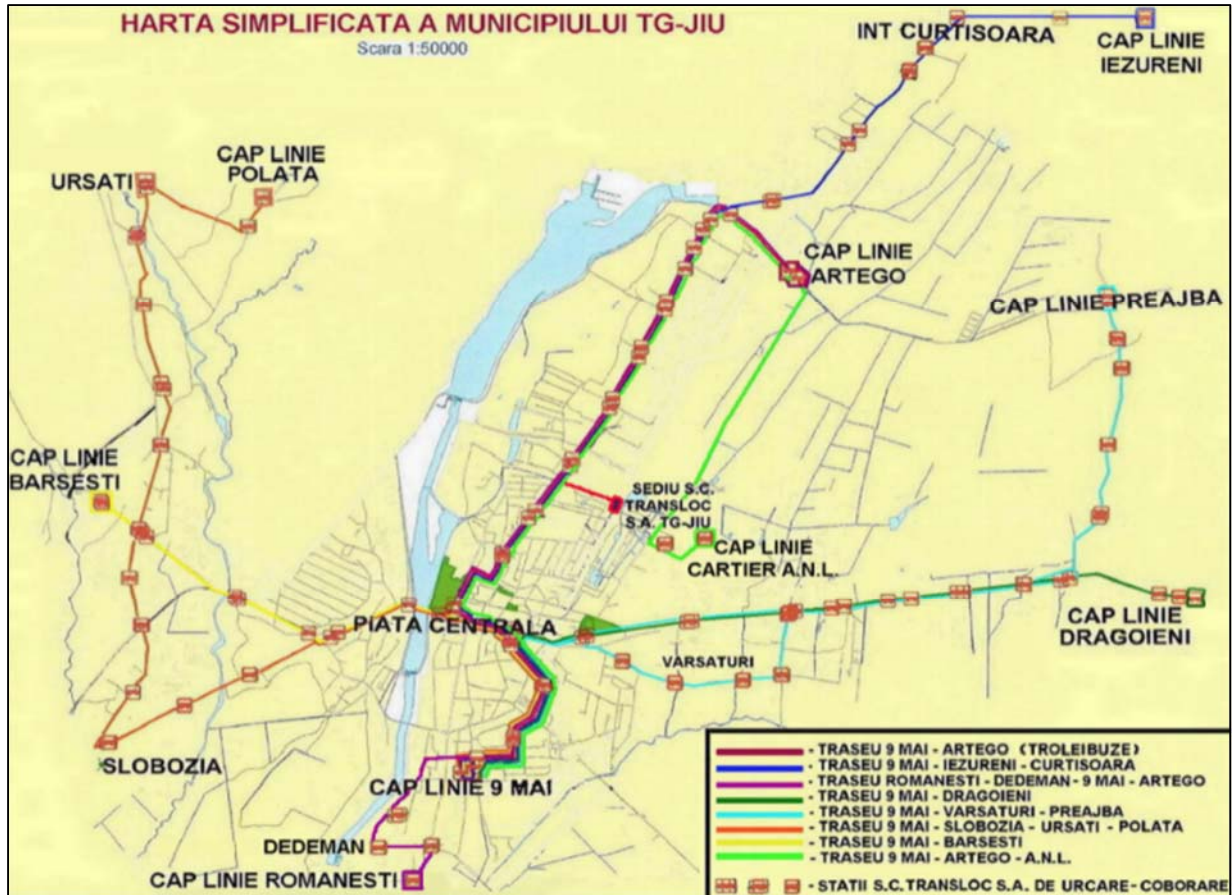 HARTA SIMPLIFICATA A MUNICIPIULUI TG-JIU
Scara 1:50000
INT CURTISOARA
CAP LINIE
IEZURENI
CAP LINIE
POLATA
URSATI
CAP LINIE
ARTEGO
CAP LINIE PREAJBA
CAP LINIE
BARSESTI
SEDIU S.C.
TRANSLOC
S.A. TG-JIU
CAP LINIE
CARTIER A.N.L.
PIATA CENTRALA
CAP LINIE
DRAGOIENI
VARSATURI
SLOBOZIA
CAP LINIE 9 MAI
DEDEMAN
CAP LINIE ROMANESTI
- TRASEU 9 MAI - ARTEGO (TROLEIBUZE)
- TRASEU 9 MAI - IEZURENI - CURTISOARA
- TRASEU ROMANESTI - DEDEMAN - 9 MAI - ARTEGO
- TRASEU 9 MAI - DRAGOIENI
- TRASEU 9 MAI - VARSATURI - PREAJBA
- TRASEU 9 MAI - SLOBOZIA - URSATI - POLATA
- TRASEU 9 MAI - BARSESTI
- TRASEU 9 MAI - ARTEGO - A.N.L.
- STATII S.C. TRANSLOC S.A. DE URCARE - COBORARE